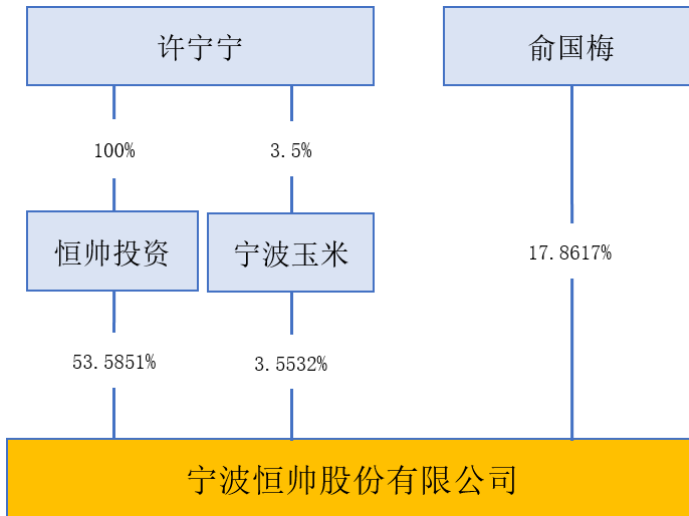 许宁宁
俞国梅
100%
3.5%
恒帅投资
宁波玉米
17.8617%
53.5851%
3.5532%
宁波恒帅股份有限公司